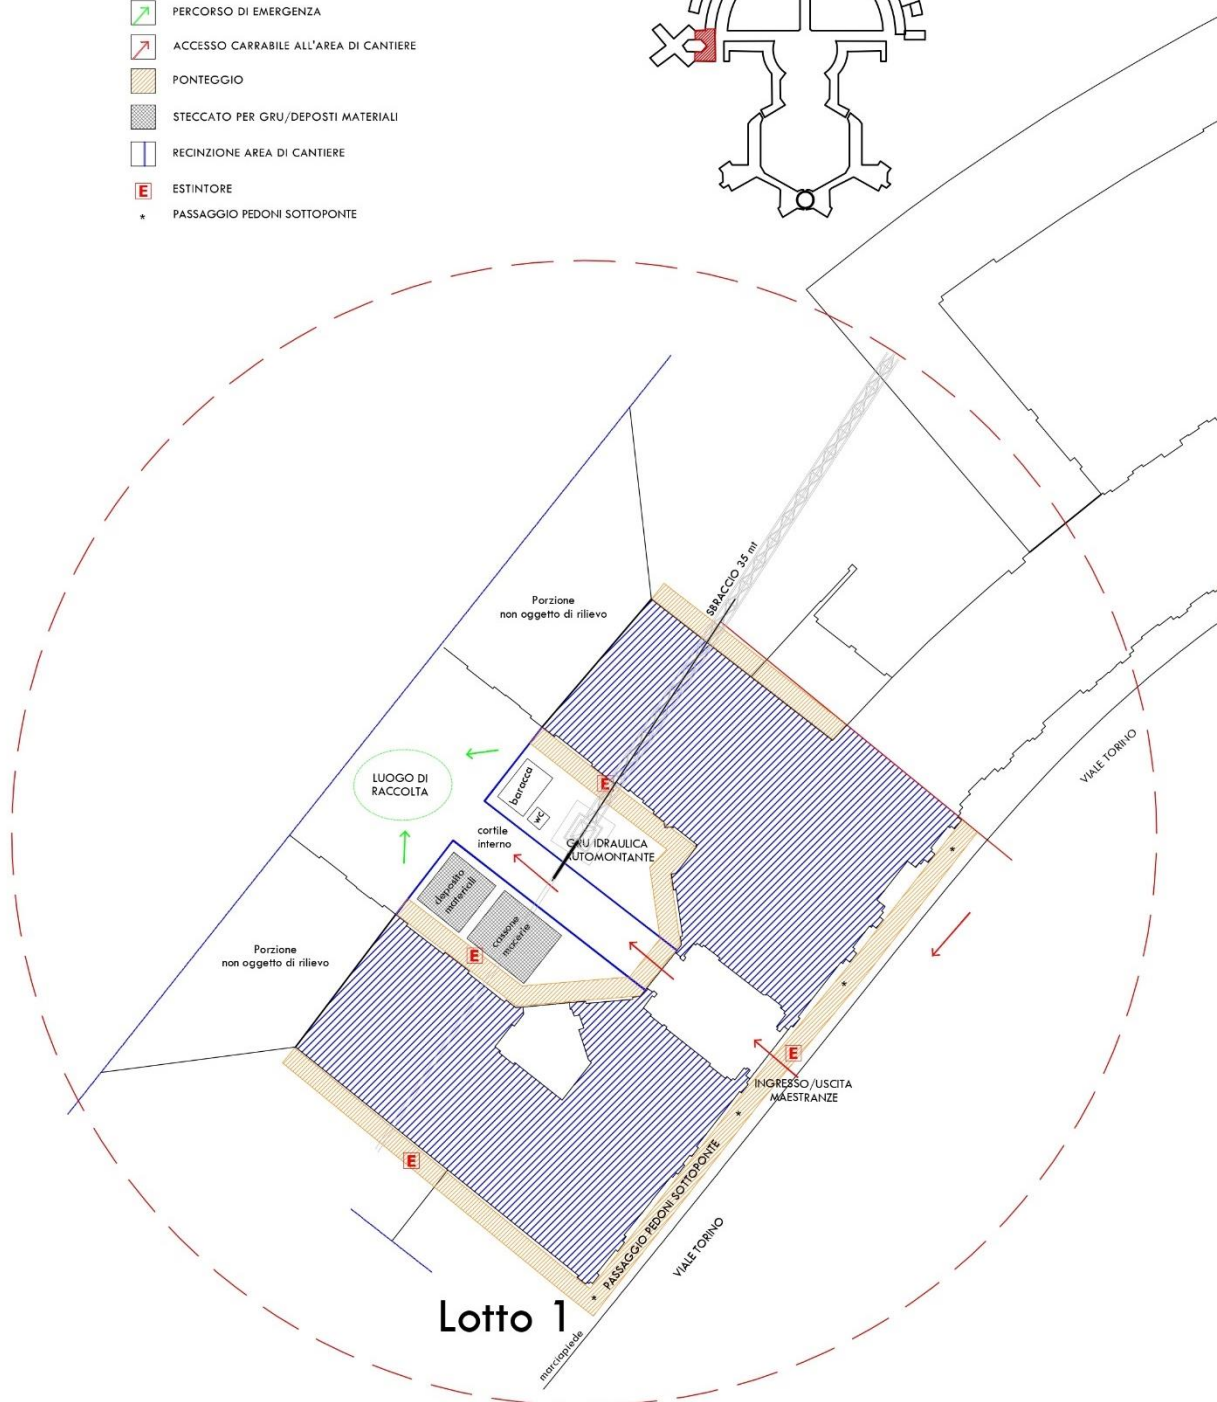 PERCORSO DI EMERGENZA
ACCESSO CARRABILE ALL'AREA DI CANTIERE
PONTEGGIO
STECCATO PER GRU/DEPOSTI MATERIALI
RECINZIONE AREA DI CANTIERE
E ESTINTORE
* PASSAGGIO PEDONI SOTTOPONTE
SBRACCIO 35 mt
Porzione
non oggetto di rilievo
VIALE TORINO
LUOGO DI
RACCOLTA
baracca
wc
E
cortile
interno
GRU IDRAULICA
AUTOMONTANTE
*
deposito
materiali
cassone
macerie
E
Porzione
non oggetto di rilievo
*
E
INGRESSO/USCITA
MAESTRANZE
*
E
PASSAGGIO PEDONI SOTTOPONTE
VIALE TORINO
*
Lotto 1
marciapiede